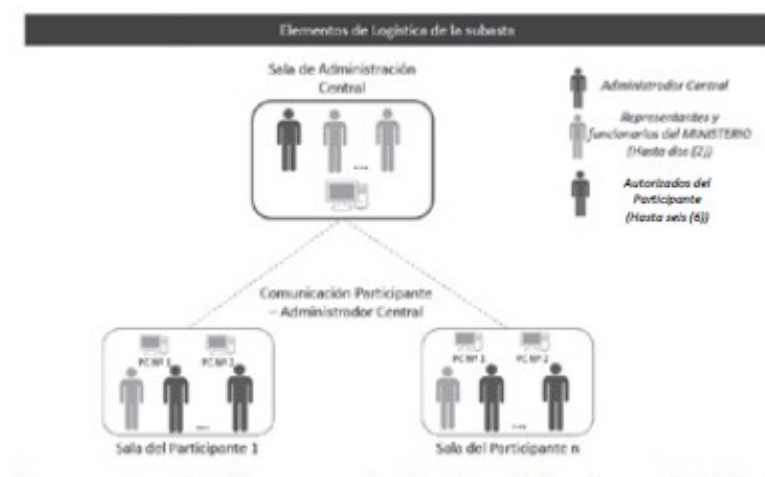 Elementos de Logística de la subasta
Sala de Administración
Central
Administrador Central
Representantes y
funcionarios del MINISTERIO
(Hasta dos (2))
Autorizados del
Participante
(Hasta seis (6))
Comunicación Participante
– Administrador Central
PC Nº 1 PC Nº 2
PC Nº 1 PC Nº 2
Sala del Participante 1
Sala del Participante n